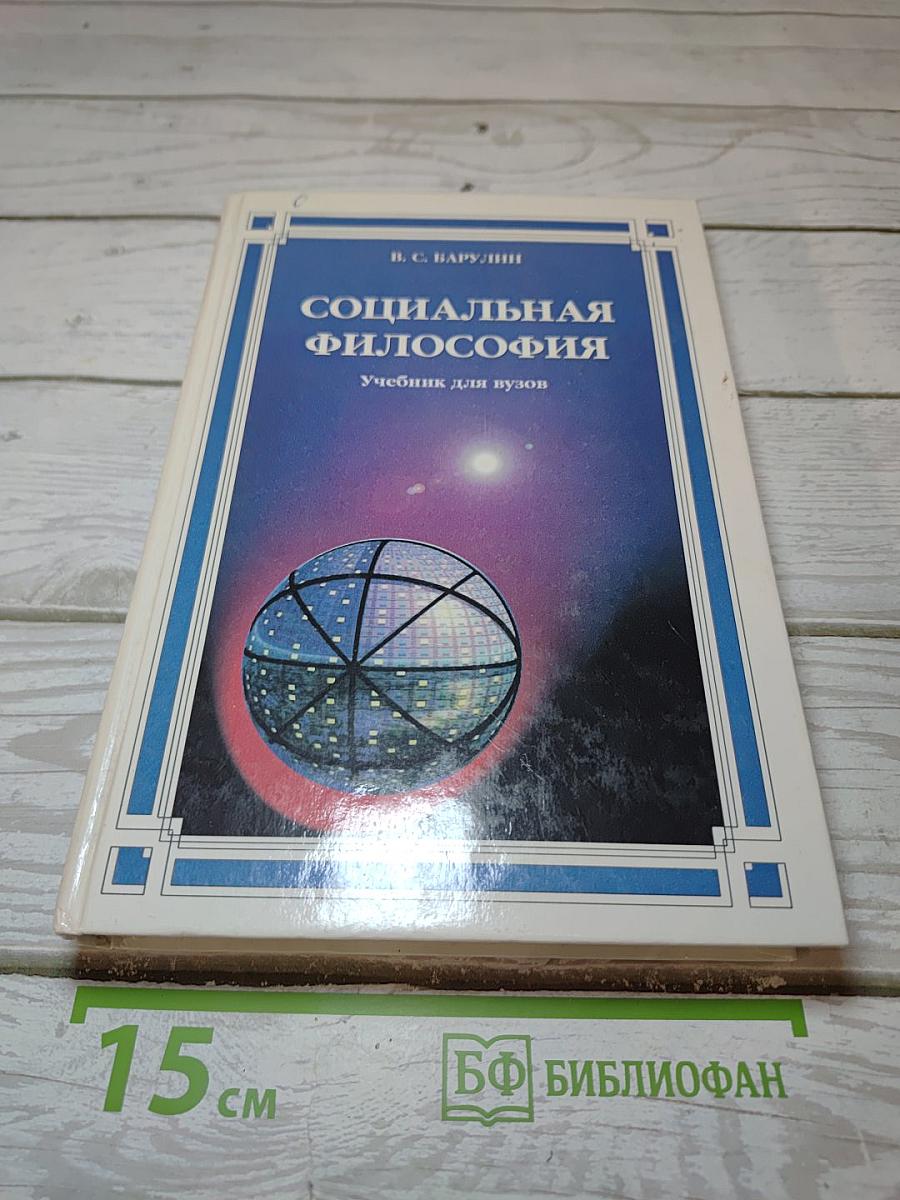 В. С. БАРУЛИН
СОЦИАЛЬНАЯ
ФИЛОСОФИЯ
Учебник для вузов
15 см
БФ БИБЛИОФАН